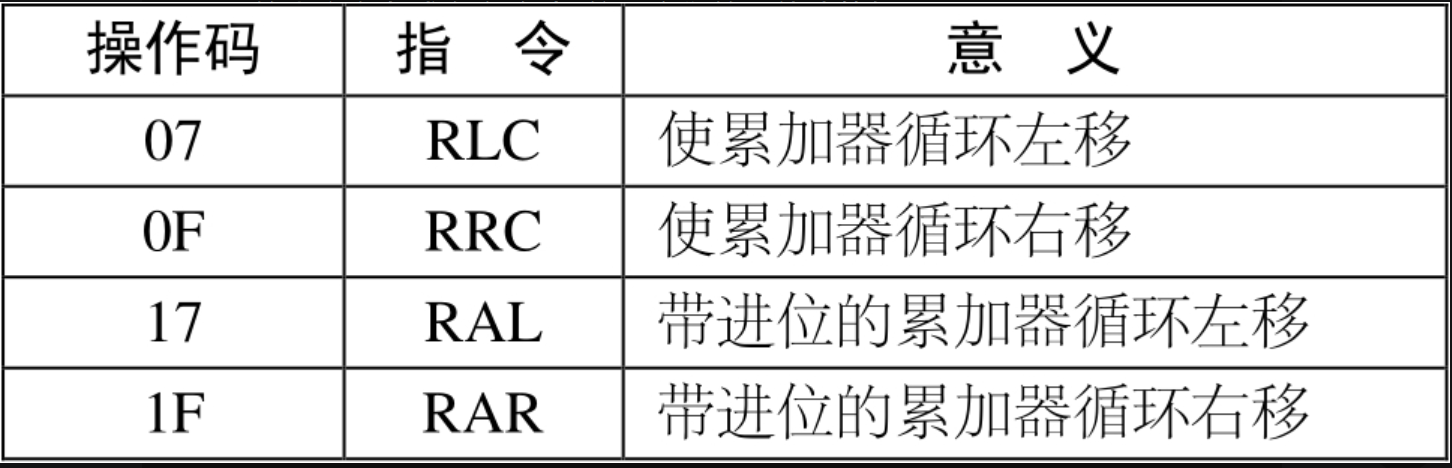 操作码 指 令 意 义
07 RLC 使累加器循环左移
0F RRC 使累加器循环右移
17 RAL 带进位的累加器循环左移
1F RAR 带进位的累加器循环右移